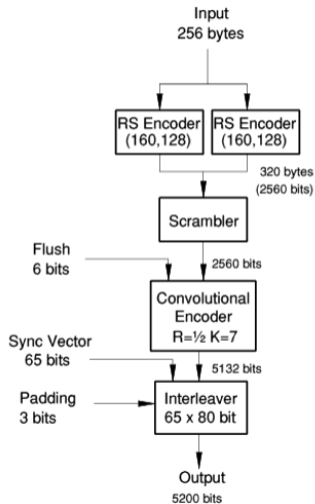 Input
256 bytes
RS Encoder
(160,128)
RS Encoder
(160,128)
320 bytes
(2560 bits)
Scrambler
Flush
6 bits
2560 bits
Convolutional
Encoder
R=½ K=7
Sync Vector
65 bits
5132 bits
Padding
3 bits
Interleaver
65 x 80 bit
Output
5200 bits